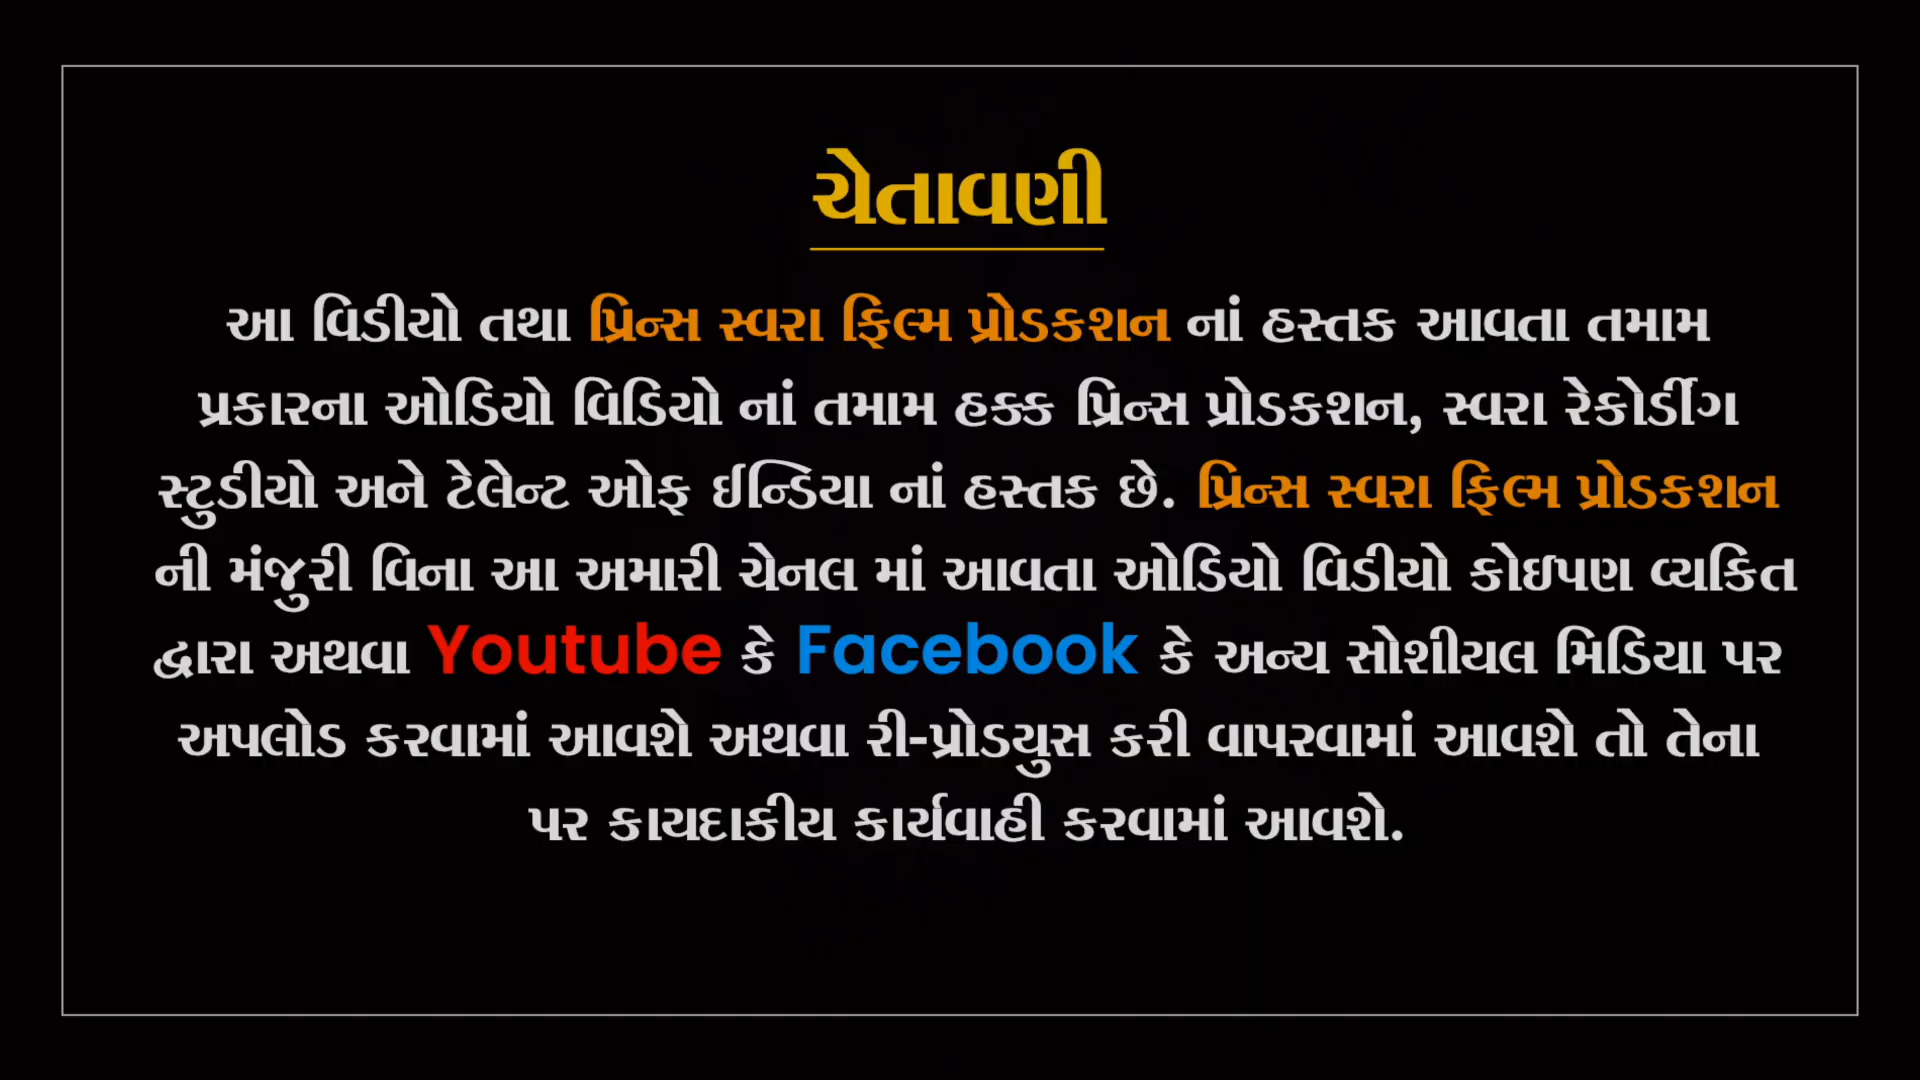 ચેતાવણી
આ વિડીયો તથા પ્રિન્સ સ્વરા ફિલ્મ પ્રોડકશન નાં હસ્તક આવતા તમામ
પ્રકારના ઓડિયો વિડિયો નાં તમામ હક્ક પ્રિન્સ પ્રોડકશન, સ્વરા રેકોર્ડીંગ
સ્ટુડીયો અને ટેલેન્ટ ઓફ ઈન્ડિયા નાં હસ્તક છે. પ્રિન્સ સ્વરા ફિલ્મ પ્રોડકશન
ની મંજુરી વિના આ અમારી ચેનલ માં આવતા ઓડિયો વિડીયો કોઇપણ વ્યકિત
દ્વારા અથવા Youtube કે Facebook કે અન્ય સોશીયલ મિડિયા પર
અપલોડ કરવામાં આવશે અથવા રી-પ્રોડયુસ કરી વાપરવામાં આવશે તો તેના
પર કાયદાકીય કાર્યવાહી કરવામાં આવશે.